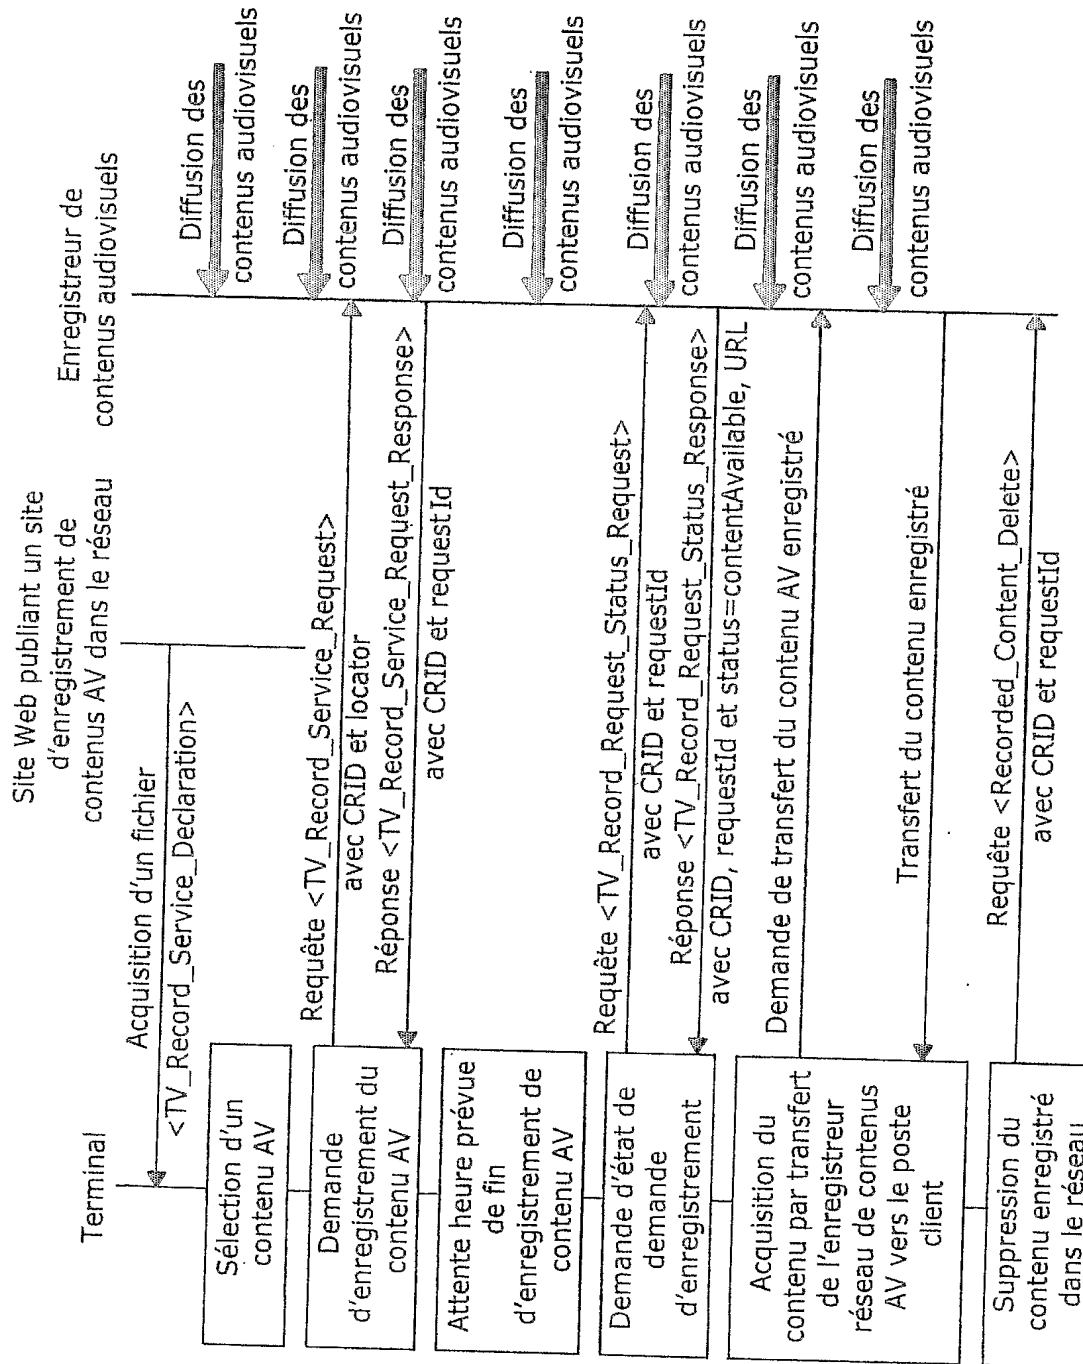 Terminal
Site Web publiant un site
d'enregistrement de
contenus AV dans le réseau
Enregistreur de
contenus audiovisuels
Acquisition d'un fichier
<TV_Record_Service_Declaration>
Sélection d'un
contenu AV
Diffusion des
contenus audiovisuels
Demande
d'enregistrement du
contenu AV
Requête <TV_Record_Service_Request>
avec CRID et locator
Diffusion des
contenus audiovisuels
Réponse <TV_Record_Service_Request_Response>
avec CRID et requestId
Diffusion des
contenus audiovisuels
Attente heure prévue
de fin
d'enregistrement de
contenu AV
Diffusion des
contenus audiovisuels
Demande d'état de
demande
d'enregistrement
Requête <TV_Record_Request_Status_Request>
avec CRID et requestId
Diffusion des
contenus audiovisuels
Réponse <TV_Record_Request_Status_Response>
avec CRID, requestId et status=contentAvailable, URL
Acquisition du
contenu par transfert
de l'enregistreur
réseau de contenus
AV vers le poste
client
Demande de transfert du contenu AV enregistré
Diffusion des
contenus audiovisuels
Transfert du contenu enregistré
Diffusion des
contenus audiovisuels
Suppression du
contenu enregistré
dans le réseau
Requête <Recorded_Content_Delete>
avec CRID et requestId